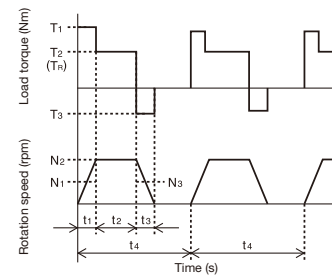 Load torque (Nm)
T1
T2
(TR)
T3
Rotation speed (rpm)
N2
N1
N3
t1 t2 t3
t4 t4
Time (s)